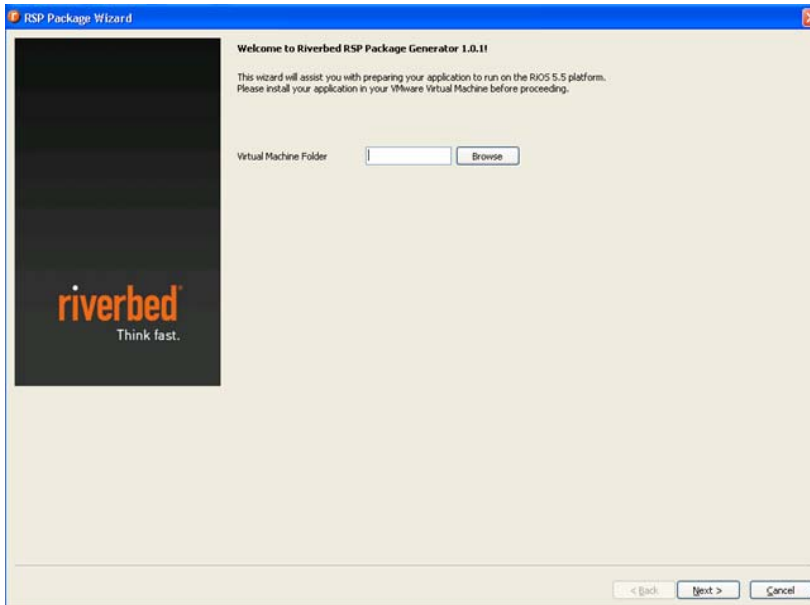 RSP Package Wizard
Welcome to Riverbed RSP Package Generator 1.0.1!
This wizard will assist you with preparing your application to run on the RiOS 5.5 platform.
Please install your application in your VMware Virtual Machine before proceeding.
Virtual Machine Folder
Browse
riverbed
Think fast.
< Back
Next >
Cancel